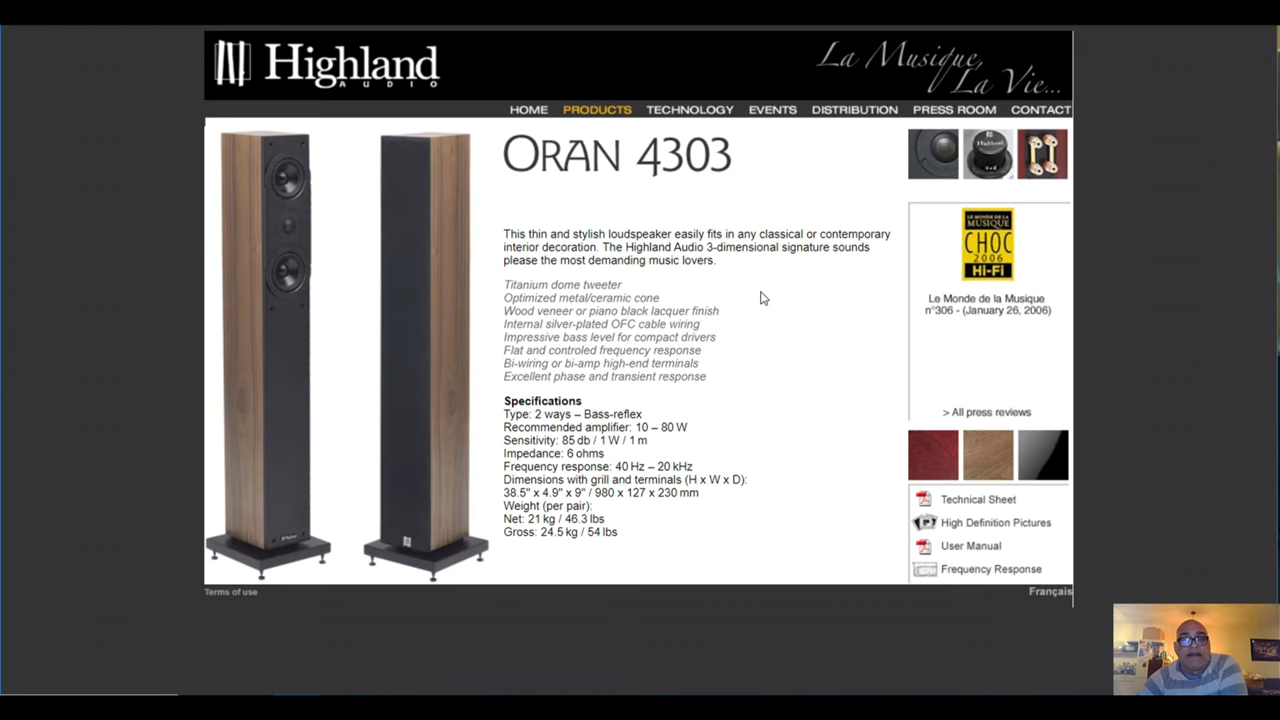 Highland
AUDIO
La Musique,
La Vie...
HOME PRODUCTS TECHNOLOGY EVENTS DISTRIBUTION PRESS ROOM CONTACT
ORAN 4303
This thin and stylish loudspeaker easily fits in any classical or contemporary
interior decoration. The Highland Audio 3-dimensional signature sounds
please the most demanding music lovers.
Titanium dome tweeter
Optimized metal/ceramic cone
Wood veneer or piano black lacquer finish
Internal silver-plated OFC cable wiring
Impressive bass level for compact drivers
Flat and controled frequency response
Bi-wiring or bi-amp high-end terminals
Excellent phase and transient response
Specifications
Type: 2 ways – Bass-reflex
Recommended amplifier: 10 – 80 W
Sensitivity: 85 db / 1 W / 1 m
Impedance: 6 ohms
Frequency response: 40 Hz – 20 kHz
Dimensions with grill and terminals (H x W x D):
38.5" x 4.9" x 9" / 980 x 127 x 230 mm
Weight (per pair):
Net: 21 kg / 46.3 lbs
Gross: 24.5 kg / 54 lbs
Highland
LE MONDE DE LA
MUSIQUE
CHOC
2006
Hi-Fi
Le Monde de la Musique
n°306 - (January 26, 2006)
> All press reviews
Technical Sheet
High Definition Pictures
User Manual
Frequency Response
Terms of use
Français